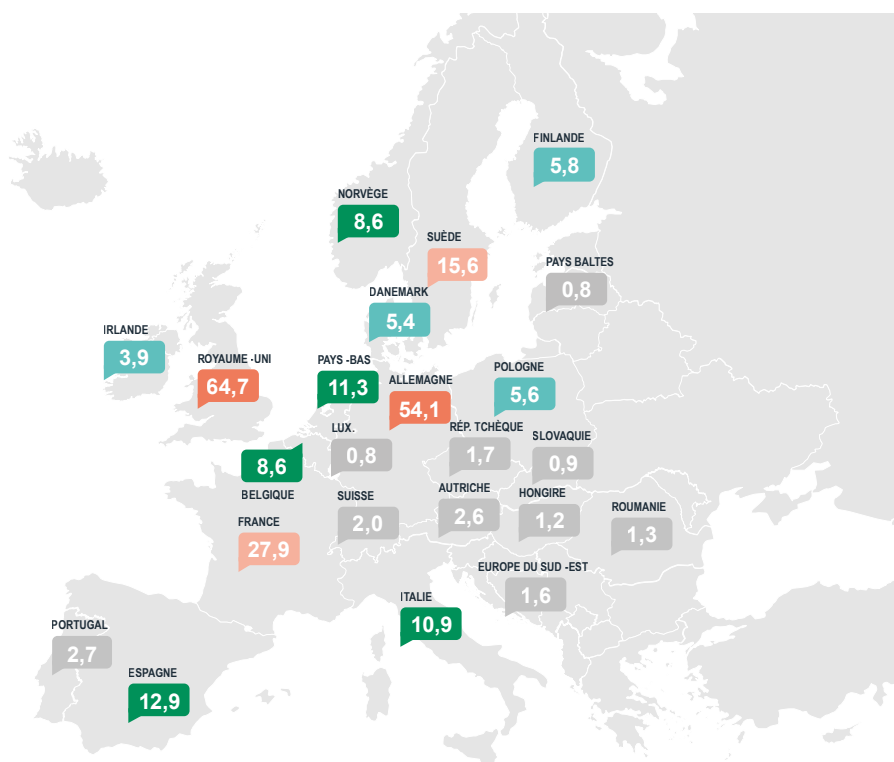 FINLANDE
5,8
NORVÈGE
8,6
SUÈDE
15,6
PAYS BALTES
0,8
DANEMARK
5,4
IRLANDE
3,9
ROYAUME -UNI
64,7
PAYS -BAS
11,3
ALLEMAGNE
54,1
POLOGNE
5,6
LUX.
0,8
RÉP. TCHÈQUE
1,7
SLOVAQUIE
0,9
8,6
BELGIQUE
SUISSE
2,0
AUTRICHE
2,6
HONGIRE
1,2
ROUMANIE
1,3
FRANCE
27,9
EUROPE DU SUD -EST
1,6
ITALIE
10,9
PORTUGAL
2,7
ESPAGNE
12,9